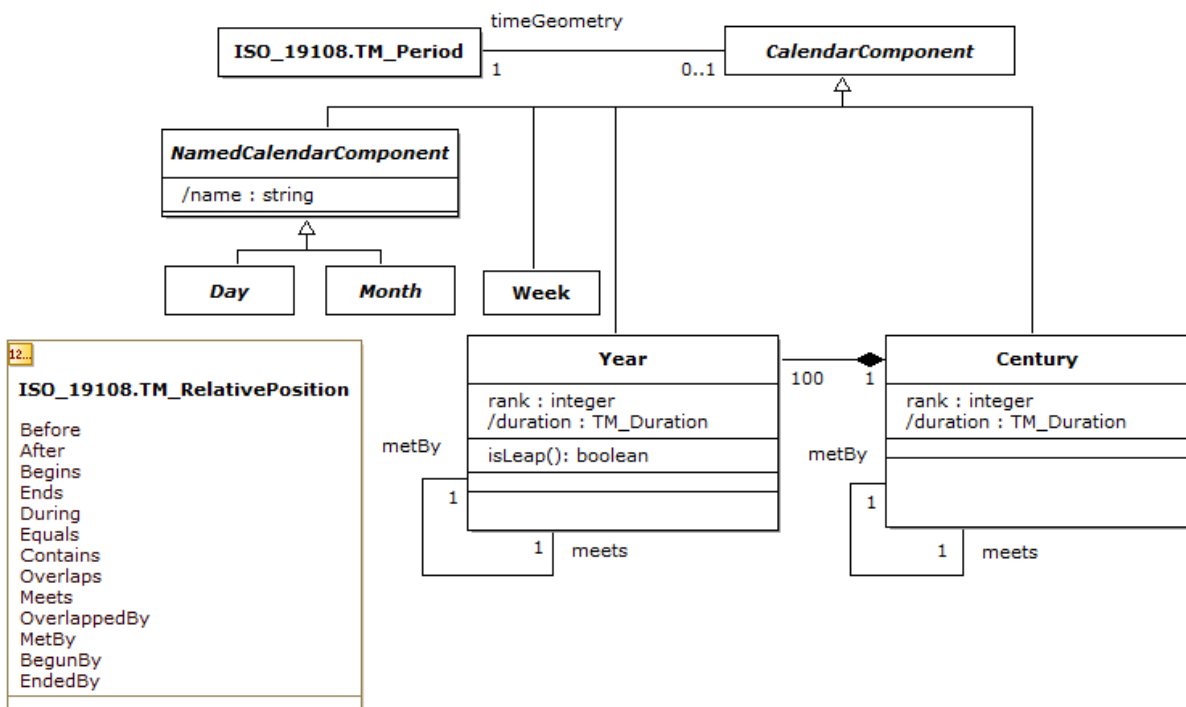 timeGeometry
ISO_19108.TM_Period
1
0..1
CalendarComponent
NamedCalendarComponent
/name : string
Day
Month
Week
12...
ISO_19108.TM_RelativePosition
Before
After
Begins
Ends
During
Equals
Contains
Overlaps
Meets
OverlappedBy
MetBy
BegunBy
EndedBy
Year
rank : integer
/duration : TM_Duration
isLeap(): boolean
metBy
1
1
meets
100
1
Century
rank : integer
/duration : TM_Duration
metBy
1
1
meets